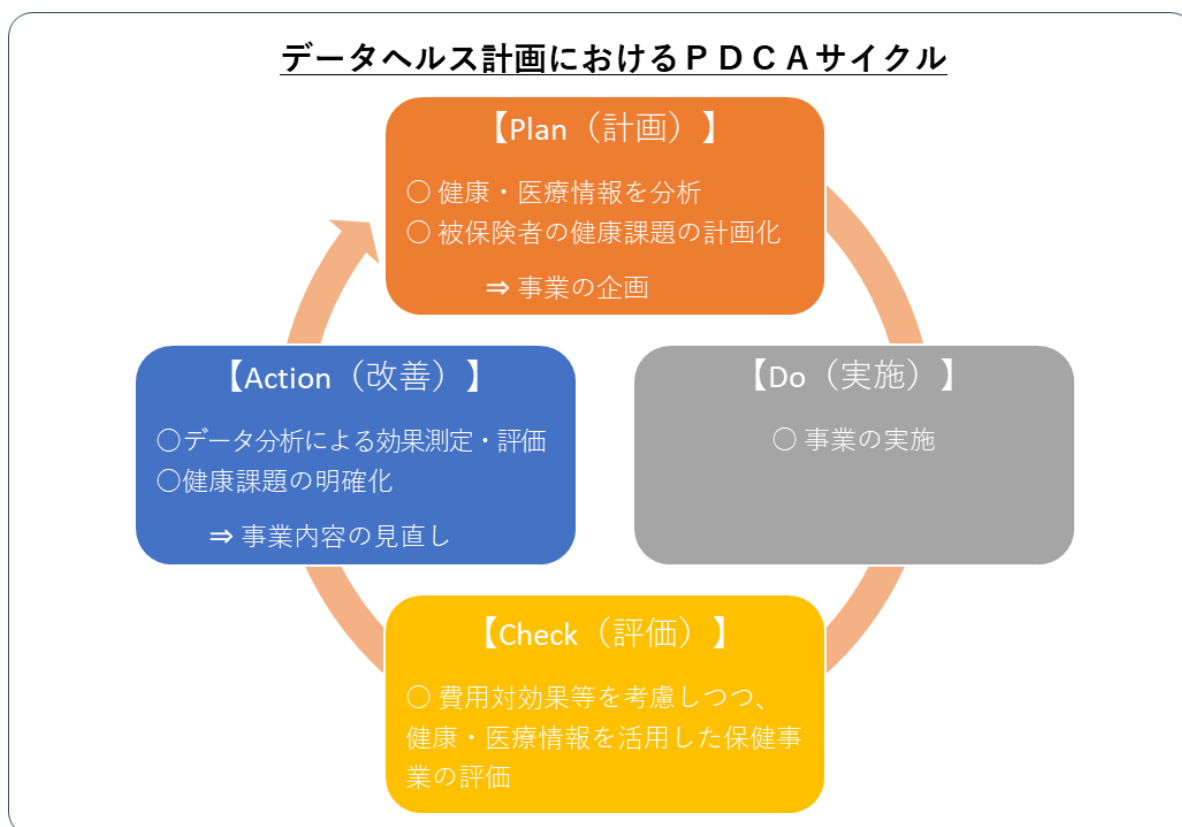 データヘルス計画におけるＰＤＣＡサイクル
【Plan（計画）】
○ 健康・医療情報を分析
○ 被保険者の健康課題の計画化
⇒ 事業の企画
【Do（実施）】
○ 事業の実施
【Check（評価）】
○ 費用対効果等を考慮しつつ、
健康・医療情報を活用した保健事
業の評価
【Action（改善）】
○データ分析による効果測定・評価
○健康課題の明確化
⇒ 事業内容の見直し